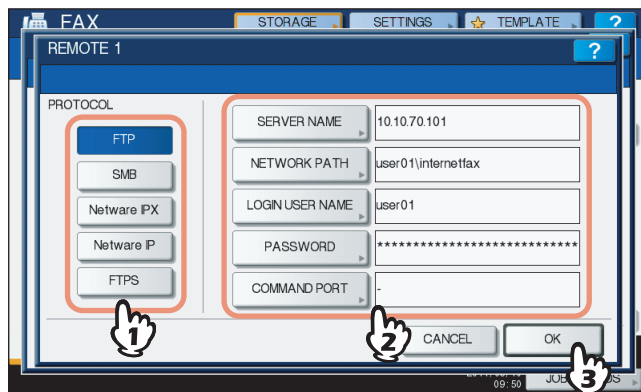 FAX STORAGE SETTINGS TEMPLATE ?
REMOTE 1 ?
PROTOCOL
FTP
SMB
Netware IPX
Netware IP
FTPS
SERVER NAME 10.10.70.101
NETWORK PATH user01\internetfax
LOGIN USER NAME user01
PASSWORD ****************************
COMMAND PORT -
1
2
3
CANCEL OK
09:50 JOB